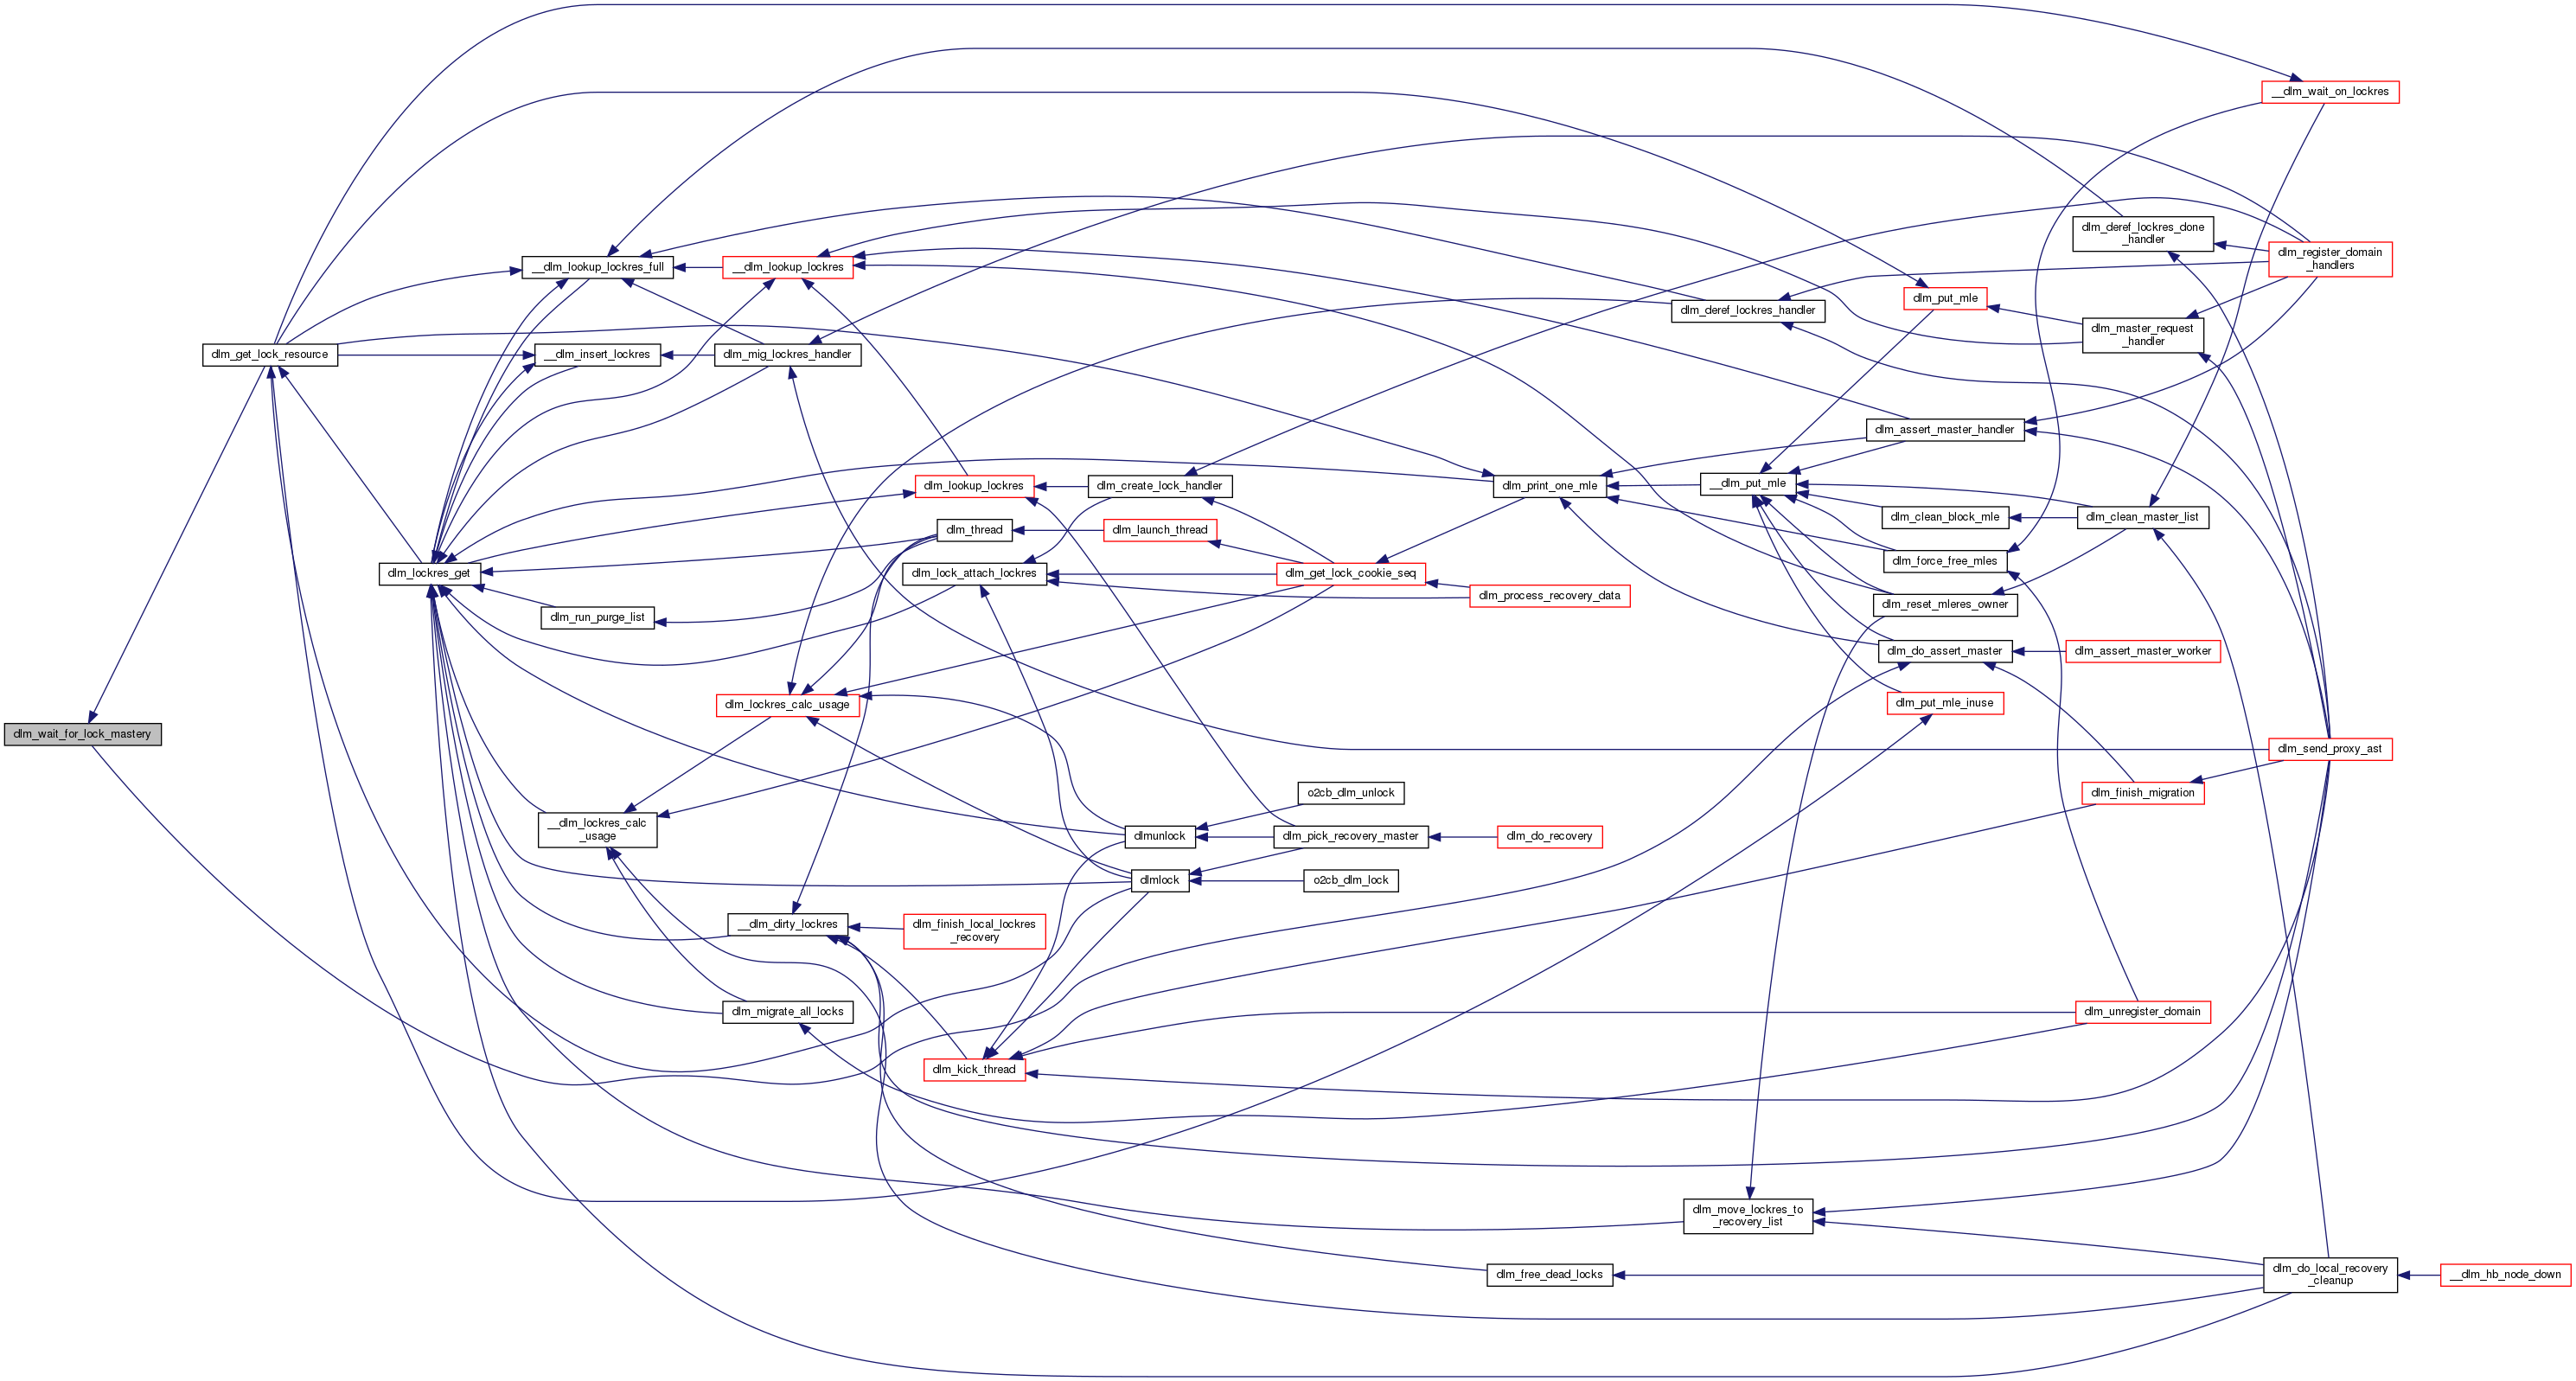 __dlm_wait_on_lockres
dlm_deref_lockres_done
_handler
__dlm_lookup_lockres_full
__dlm_lookup_lockres
dlm_register_domain
_handlers
dlm_put_mle
dlm_deref_lockres_handler
dlm_master_request
_handler
dlm_get_lock_resource
__dlm_insert_lockres
dlm_mig_lockres_handler
dlm_assert_master_handler
dlm_lookup_lockres
dlm_create_lock_handler
dlm_print_one_mle
__dlm_put_mle
dlm_clean_block_mle
dlm_clean_master_list
dlm_thread
dlm_launch_thread
dlm_force_free_mles
dlm_lockres_get
dlm_lock_attach_lockres
dlm_get_lock_cookie_seq
dlm_process_recovery_data
dlm_reset_mleres_owner
dlm_run_purge_list
dlm_do_assert_master
dlm_assert_master_worker
dlm_lockres_calc_usage
dlm_put_mle_inuse
dlm_wait_for_lock_mastery
dlm_send_proxy_ast
o2cb_dlm_unlock
dlm_finish_migration
__dlm_lockres_calc
_usage
dlmunlock
dlm_pick_recovery_master
dlm_do_recovery
dlmlock
o2cb_dlm_lock
__dlm_dirty_lockres
dlm_finish_local_lockres
_recovery
dlm_migrate_all_locks
dlm_unregister_domain
dlm_kick_thread
dlm_move_lockres_to
_recovery_list
dlm_free_dead_locks
dlm_do_local_recovery
_cleanup
__dlm_hb_node_down